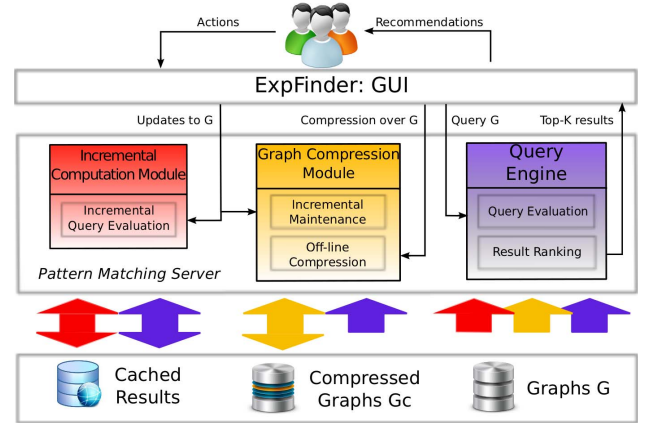 Actions
Recommendations
ExpFinder: GUI
Updates to G
Compression over G
Query G
Top-K results
Incremental
Computation Module
Incremental
Query Evaluation
Graph Compression
Module
Incremental
Maintenance
Off-line
Compression
Query
Engine
Query Evaluation
Result Ranking
Pattern Matching Server
Cached
Results
Compressed
Graphs Gc
Graphs G